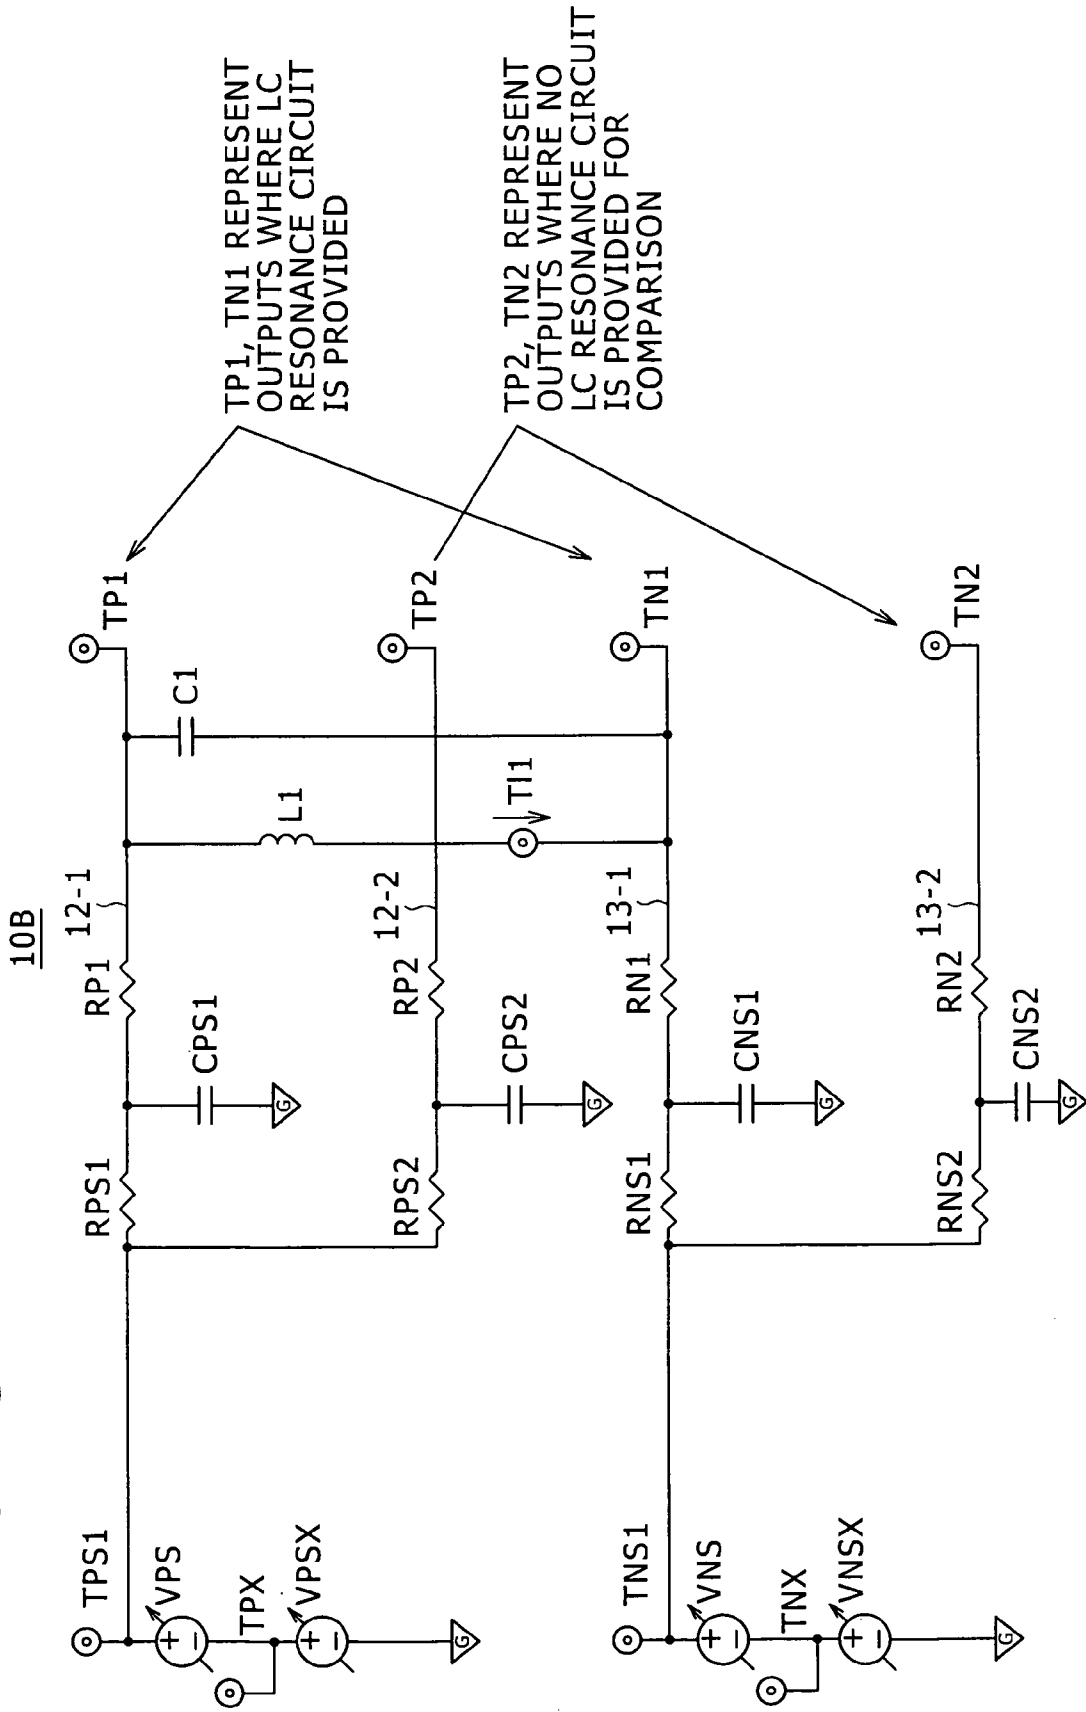 10B
TPS1
VPS
TPX
VPSX
G
RPS1
CPS1
G
RP1
12-1
L1
C1
TP1
RPS2
CPS2
G
RP2
12-2
TP2
TI1
TNS1
VNS
TNX
VNSX
G
RNS1
CNS1
G
RN1
13-1
TN1
RNS2
CNS2
G
RN2
13-2
TN2
TP1, TN1 REPRESENT
OUTPUTS WHERE LC
RESONANCE CIRCUIT
IS PROVIDED
TP2, TN2 REPRESENT
OUTPUTS WHERE NO
LC RESONANCE CIRCUIT
IS PROVIDED FOR
COMPARISON